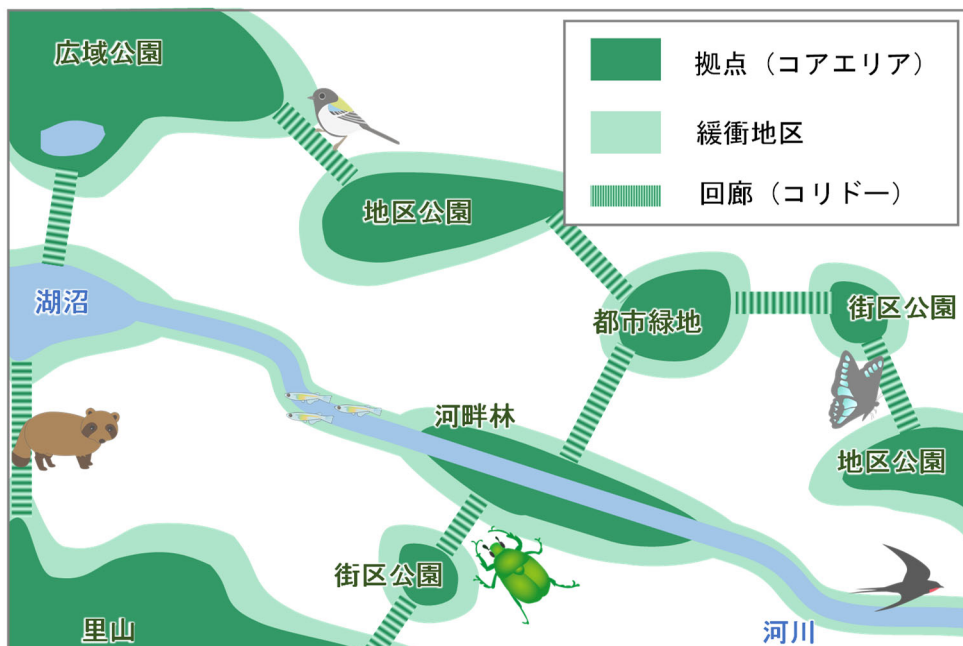 広域公園
拠点（コアエリア）
緩衝地区
回廊（コリドー）
地区公園
湖沼
都市緑地
街区公園
河畔林
地区公園
街区公園
里山
河川